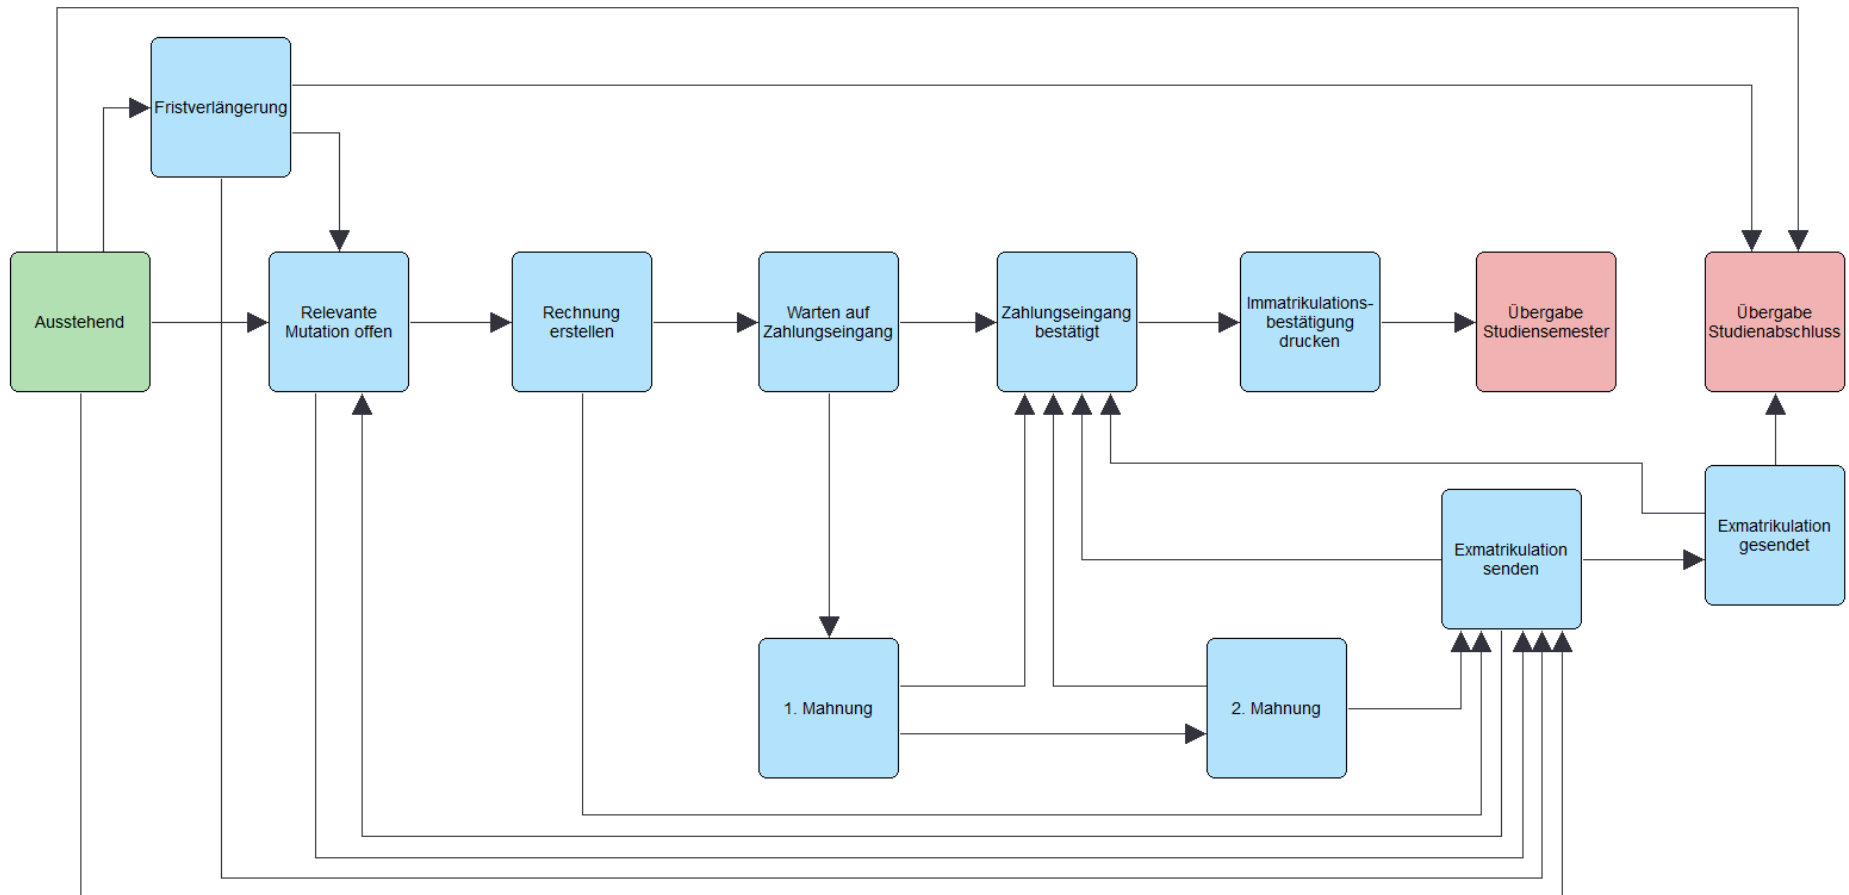 Fristverlängerung
Ausstehend
Relevante
Mutation offen
Rechnung
erstellen
Warten auf
Zahlungseingang
Zahlungseingang
bestätigt
Immatrikulations-
bestätigung
drucken
Übergabe
Studiensemester
Übergabe
Studienabschluss
Exmatrikulation
senden
Exmatrikulation
gesendet
1. Mahnung
2. Mahnung